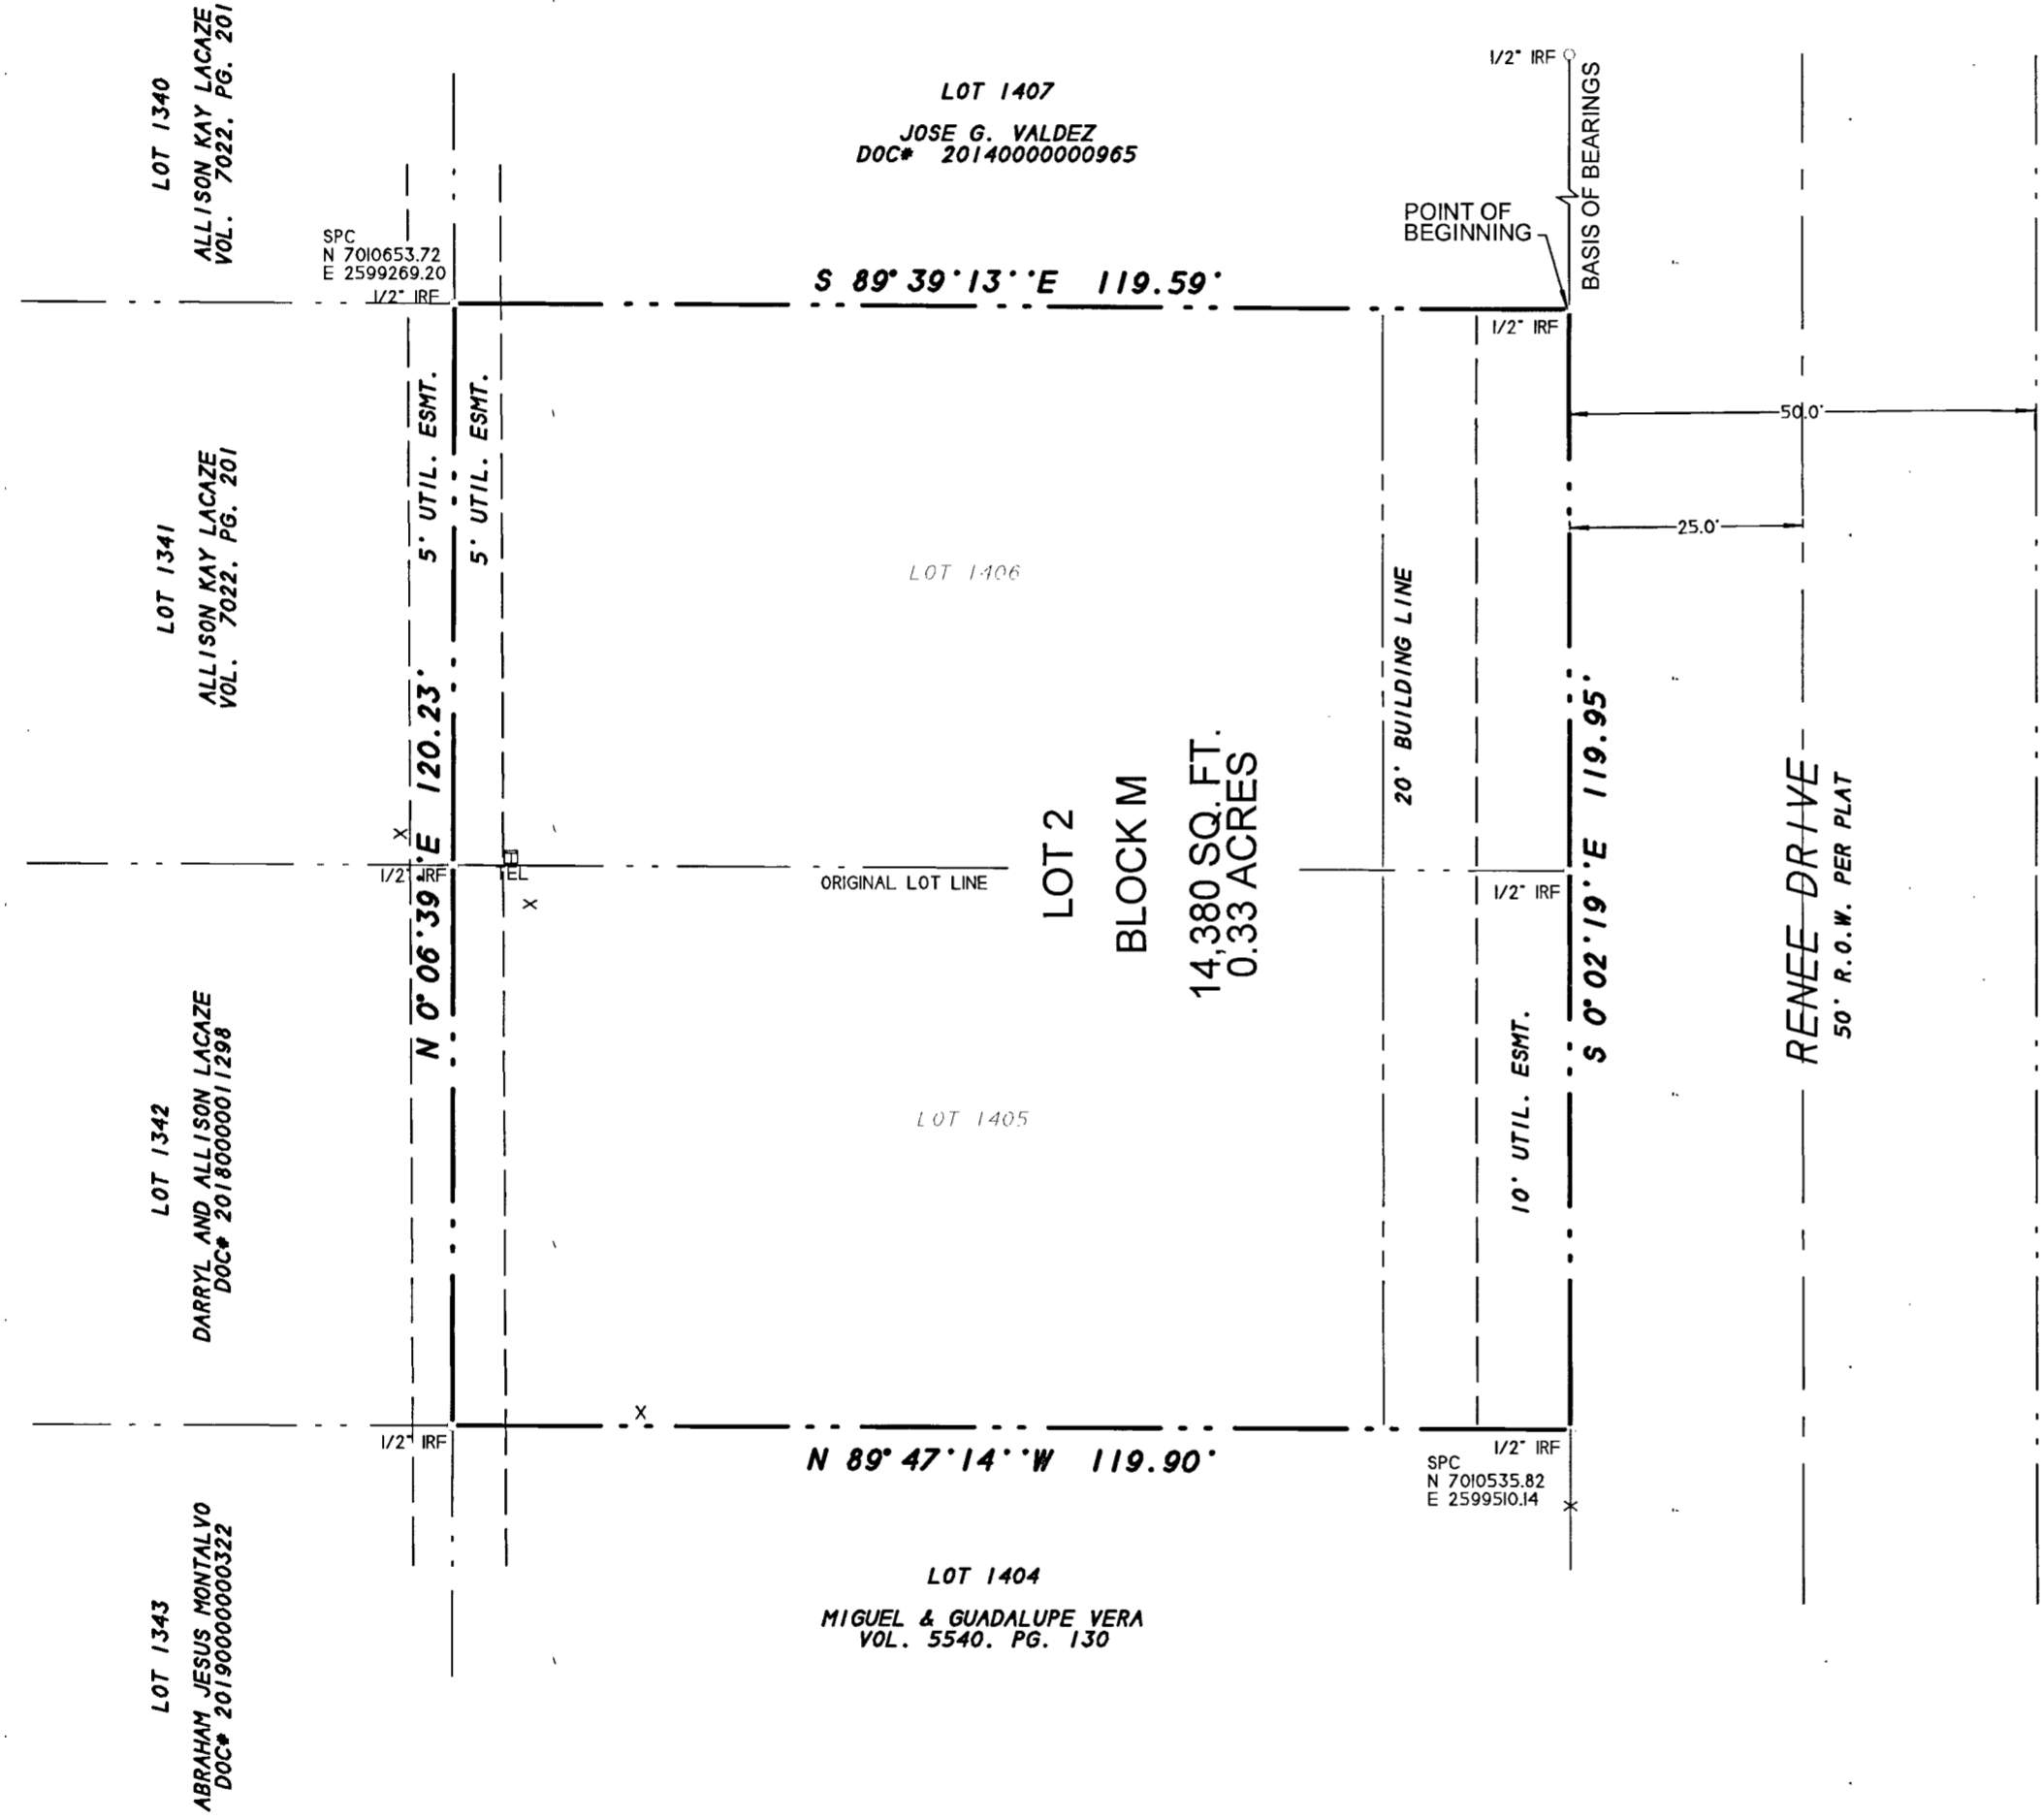 LOT 1340
ALLISON KAY LACAZE
VOL. 7022. PG. 201
LOT 1407
JOSE G. VALDEZ
DOC# 20140000000965
1/2" IRF
BASIS OF BEARINGS
POINT OF
BEGINNING
SPC
N 7010653.72
E 2599269.20
1/2" IRF
S 89°39'13''E 119.59'
1/2" IRF
5' UTIL. ESMT.
5' UTIL. ESMT.
50.0'
25.0'
LOT 1341
ALLISON KAY LACAZE
VOL. 7022. PG. 201
LOT 1406
20' BUILDING LINE
N 0°06'39''E 120.23'
X
1/2" IRF
TEL
X
ORIGINAL LOT LINE
LOT 2
BLOCK M
14,380 SQ. FT.
0.33 ACRES
1/2" IRF
S 0°02'19''E 119.95'
RENEE DRIVE
50' R.O.W. PER PLAT
LOT 1342
DARRYL AND ALLISON LACAZE
DOC# 20180000011298
LOT 1405
10' UTIL. ESMT.
X
1/2" IRF
N 89°47'14''W 119.90'
1/2" IRF
SPC
N 7010535.82
E 2599510.14
X
LOT 1343
ABRAHAM JESUS MONTALVO
DOC# 20190000000322
LOT 1404
MIGUEL & GUADALUPE VERA
VOL. 5540. PG. 130